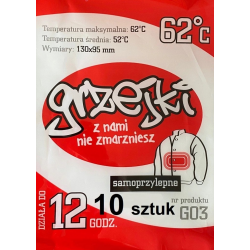 Temperatura maksymalna: 62°C
Temperatura średnia: 52°C
Wymiary: 130x95 mm
62°C
grzejki
z nami
nie zmarzniesz
samoprzylepne
DZIAŁA DO
12 GODZ.
10 sztuk
nr produktu
G03